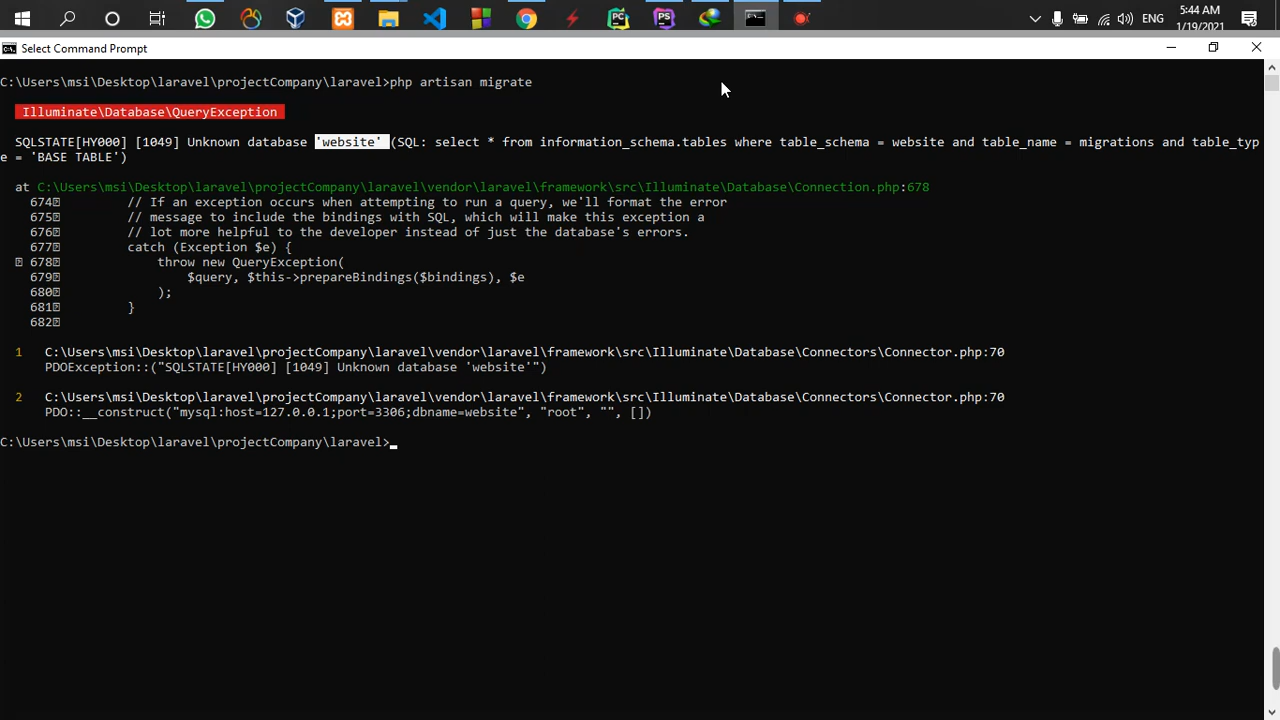 5:44 AM
ENG
1/19/2021
PC
PS
Select Command Prompt
C:\Users\msi\Desktop\laravel\projectCompany\laravel>php artisan migrate
Illuminate\Database\QueryException
SQLSTATE[HY000] [1049] Unknown database 'website' (SQL: select * from information_schema.tables where table_schema = website and table_name = migrations and table_typ
e = 'BASE TABLE')
at C:\Users\msi\Desktop\laravel\projectCompany\laravel\vendor\laravel\framework\src\Illuminate\Database\Connection.php:678
674 // If an exception occurs when attempting to run a query, we'll format the error
675 // message to include the bindings with SQL, which will make this exception a
676 // lot more helpful to the developer instead of just the database's errors.
677 catch (Exception $e) {
678 throw new QueryException(
679 $query, $this->prepareBindings($bindings), $e
680 );
681 }
682
1 C:\Users\msi\Desktop\laravel\projectCompany\laravel\vendor\laravel\framework\src\Illuminate\Database\Connectors\Connector.php:70
PDOException::("SQLSTATE[HY000] [1049] Unknown database 'website'")
2 C:\Users\msi\Desktop\laravel\projectCompany\laravel\vendor\laravel\framework\src\Illuminate\Database\Connectors\Connector.php:70
PDO::__construct("mysql:host=127.0.0.1;port=3306;dbname=website", "root", "", [])
C:\Users\msi\Desktop\laravel\projectCompany\laravel>